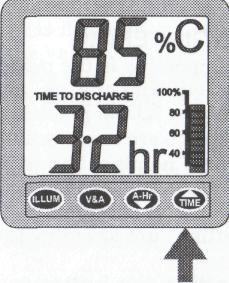 85 %C
TIME TO DISCHARGE
100%
80
60
40
3.2 hr
ILLUM V&A A-Hr TIME